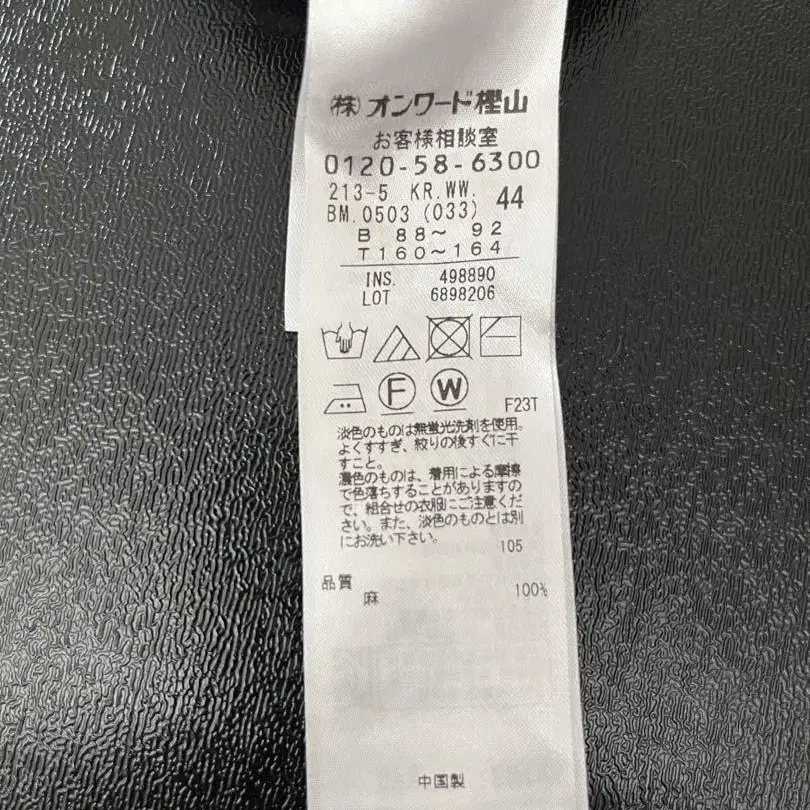 ㈱オンワード樫山
お客様相談室
0120-58-6300
213-5 KR.WW. 44
BM.0503 (033)
B 88～ 92
T160～164
INS. 498890
LOT 6898206
F
W
F23T
淡色のものは無蛍光洗剤を使用。
よくすすぎ、絞りの後すぐに干
すこと。
濃色のものは、着用による摩擦
で色落ちすることがありますの
で、組合せの衣服にご注意くだ
さい。また、淡色のものとは別
にお洗い下さい。
105
品質
麻 100%
中国製